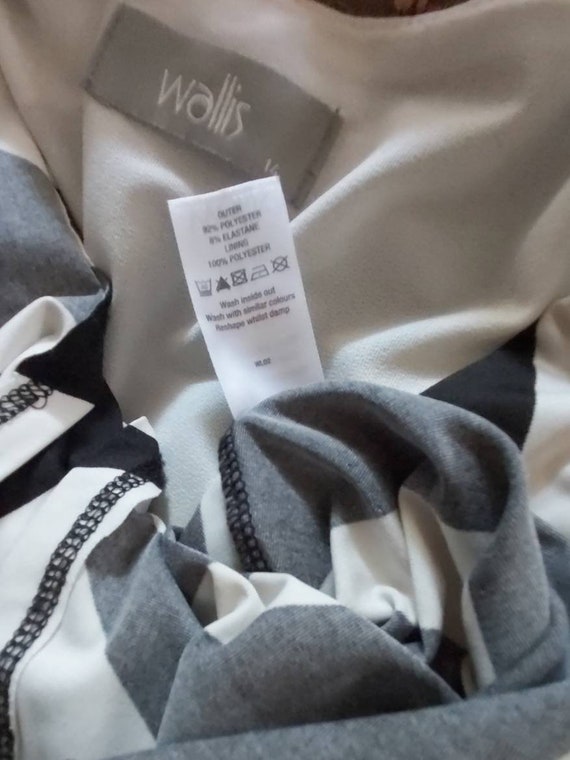 wallis
OUTER
92% POLYESTER
8% ELASTANE
LINING
100% POLYESTER
Wash inside out
Wash with similar colours
Reshape whilst damp